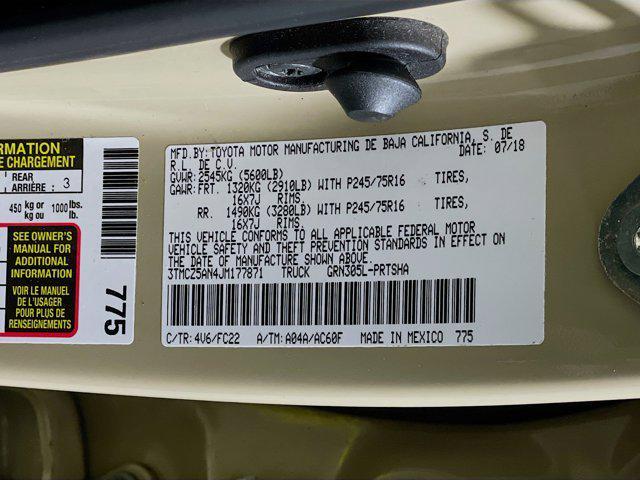 RMATION
E CHARGEMENT
REAR
ARRIÈRE : 3
450 kg or kg ou 1000 lbs. lb.
SEE OWNER'S
MANUAL FOR
ADDITIONAL
INFORMATION
VOIR LE MANUEL
DE L'USAGER
POUR PLUS DE
RENSEIGNEMENTS
775
MFD.BY:TOYOTA MOTOR MANUFACTURING DE BAJA CALIFORNIA, S. DE
R.L. DE C.V. DATE: 07/18
GVWR:2545KG (5600LB)
GAWR:FRT. 1320KG (2910LB) WITH P245/75R16 TIRES,
16X7J RIMS
RR. 1490KG (3280LB) WITH P245/75R16 TIRES,
16X7J RIMS
THIS VEHICLE CONFORMS TO ALL APPLICABLE FEDERAL MOTOR
VEHICLE SAFETY AND THEFT PREVENTION STANDARDS IN EFFECT ON
THE DATE OF MANUFACTURE SHOWN ABOVE.
3TMCZ5AN4JM177871 TRUCK GRN305L-PRTSHA
C/TR: 4V6/FC22 A/TM: A04A/AC60F MADE IN MEXICO 775